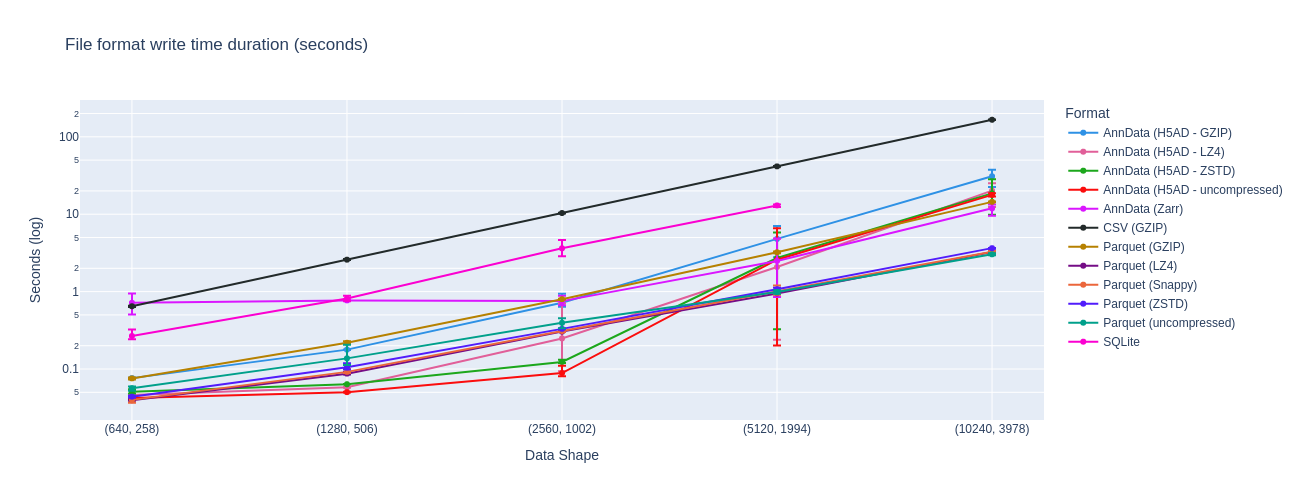 File format write time duration (seconds)
2
100
5
2
10
5
2
1
5
2
0.1
5
Seconds (log)
(640, 258)
(1280, 506)
(2560, 1002)
(5120, 1994)
(10240, 3978)
Data Shape
Format
AnnData (H5AD - GZIP)
AnnData (H5AD - LZ4)
AnnData (H5AD - ZSTD)
AnnData (H5AD - uncompressed)
AnnData (Zarr)
CSV (GZIP)
Parquet (GZIP)
Parquet (LZ4)
Parquet (Snappy)
Parquet (ZSTD)
Parquet (uncompressed)
SQLite